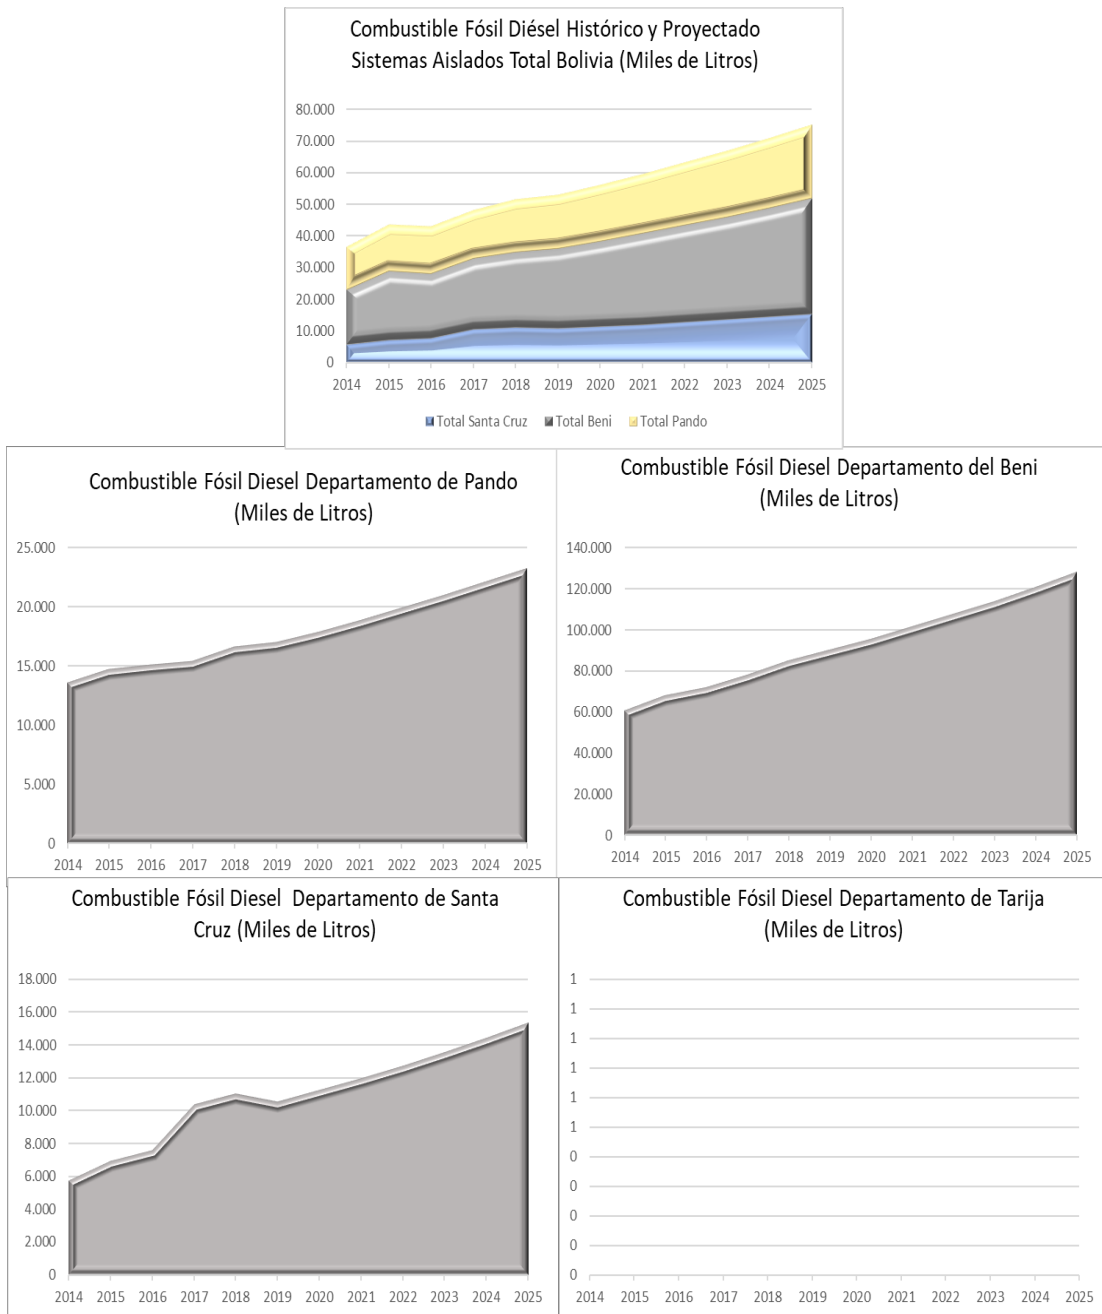 Combustible Fósil Diésel Histórico y Proyectado
Sistemas Aislados Total Bolivia (Miles de Litros)
80.000
70.000
60.000
50.000
40.000
30.000
20.000
10.000
0
2014 2015 2016 2017 2018 2019 2020 2021 2022 2023 2024 2025
Total Santa Cruz Total Beni Total Pando
Combustible Fósil Diesel Departamento de Pando
(Miles de Litros)
25.000
20.000
15.000
10.000
5.000
0
2014 2015 2016 2017 2018 2019 2020 2021 2022 2023 2024 2025
Combustible Fósil Diesel Departamento del Beni
(Miles de Litros)
140.000
120.000
100.000
80.000
60.000
40.000
20.000
0
2014 2015 2016 2017 2018 2019 2020 2021 2022 2023 2024 2025
Combustible Fósil Diesel Departamento de Santa
Cruz (Miles de Litros)
18.000
16.000
14.000
12.000
10.000
8.000
6.000
4.000
2.000
0
2014 2015 2016 2017 2018 2019 2020 2021 2022 2023 2024 2025
Combustible Fósil Diesel Departamento de Tarija
(Miles de Litros)
1
1
1
1
1
1
0
0
0
0
0
2014 2015 2016 2017 2018 2019 2020 2021 2022 2023 2024 2025